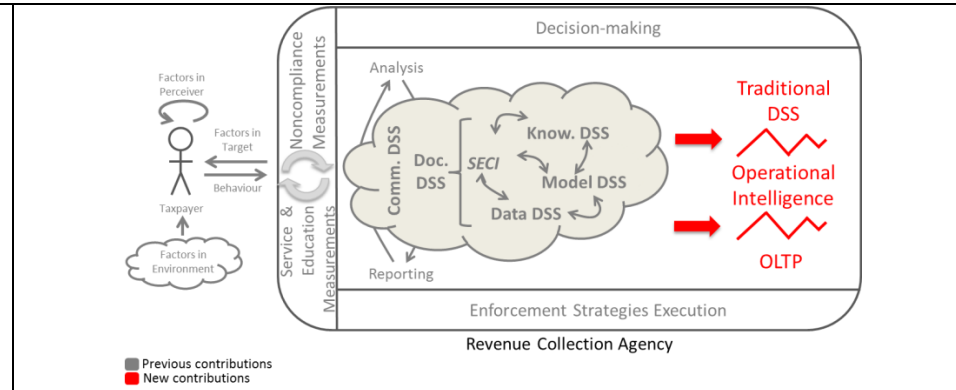 Decision-making
Factors in
Perceiver
Factors in
Target
Behaviour
Taxpayer
Factors in
Environment
Noncompliance
Measurements
Service &
Education
Measurements
Analysis
Comm. DSS
Doc.
DSS
SECI
Know. DSS
Model DSS
Data DSS
Reporting
Traditional
DSS
Operational
Intelligence
OLTP
Enforcement Strategies Execution
Revenue Collection Agency
Previous contributions
New contributions